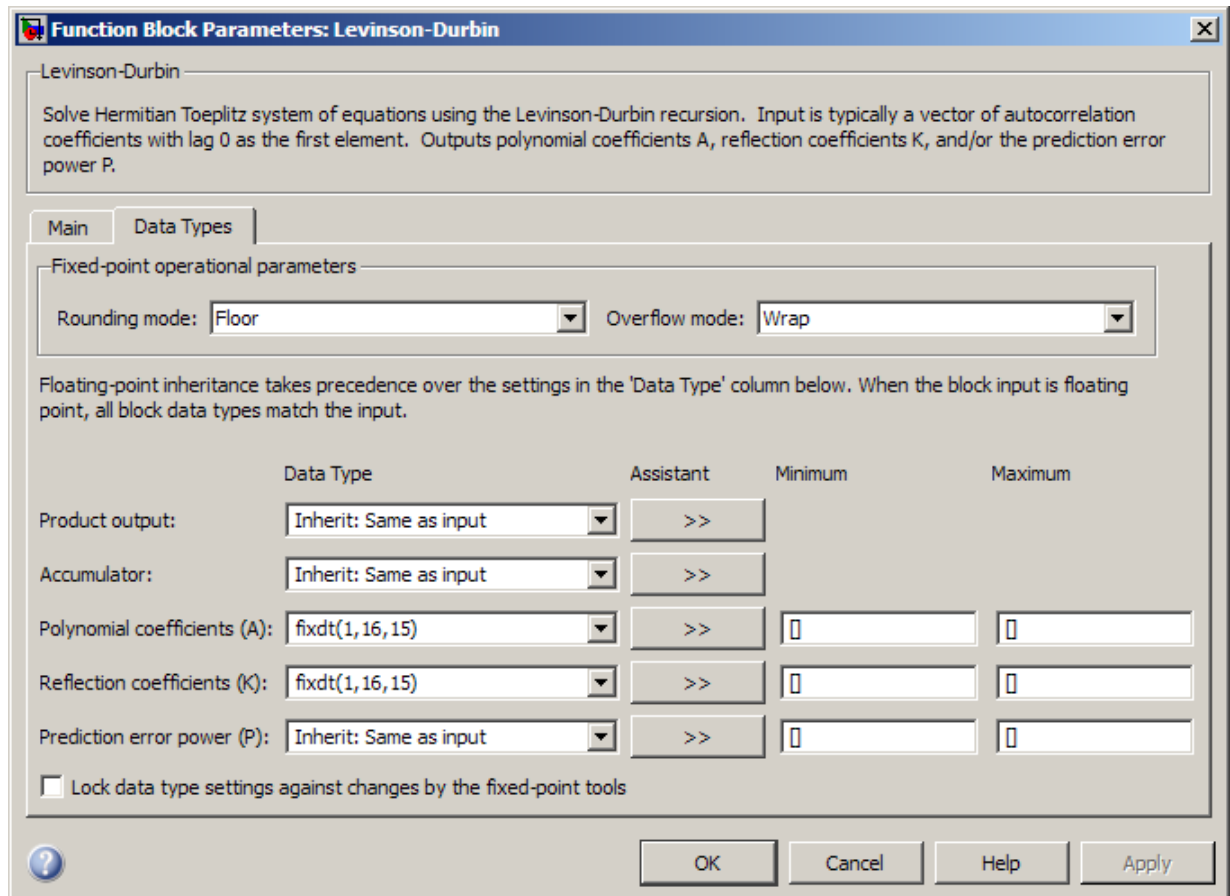 Function Block Parameters: Levinson-Durbin
Levinson-Durbin
Solve Hermitian Toeplitz system of equations using the Levinson-Durbin recursion.  Input is typically a vector of autocorrelation
coefficients with lag 0 as the first element.  Outputs polynomial coefficients A, reflection coefficients K, and/or the prediction error
power P.
Main Data Types
Fixed-point operational parameters
Rounding mode: Floor Overflow mode: Wrap
Floating-point inheritance takes precedence over the settings in the 'Data Type' column below. When the block input is floating
point, all block data types match the input.
Data Type Assistant Minimum Maximum
Product output: Inherit: Same as input >>
Accumulator: Inherit: Same as input >>
Polynomial coefficients (A): fixdt(1,16,15) >> [] []
Reflection coefficients (K): fixdt(1,16,15) >> [] []
Prediction error power (P): Inherit: Same as input >> [] []
Lock data type settings against changes by the fixed-point tools
? OK Cancel Help Apply